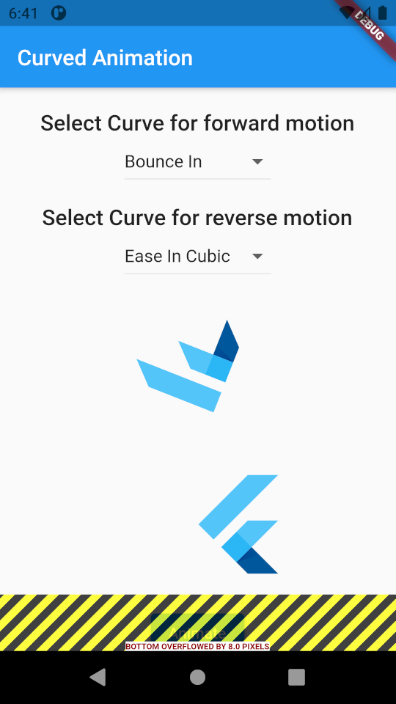 6:41
DEBUG
Curved Animation
Select Curve for forward motion
Bounce In
Select Curve for reverse motion
Ease In Cubic
Animate
BOTTOM OVERFLOWED BY 8.0 PIXELS